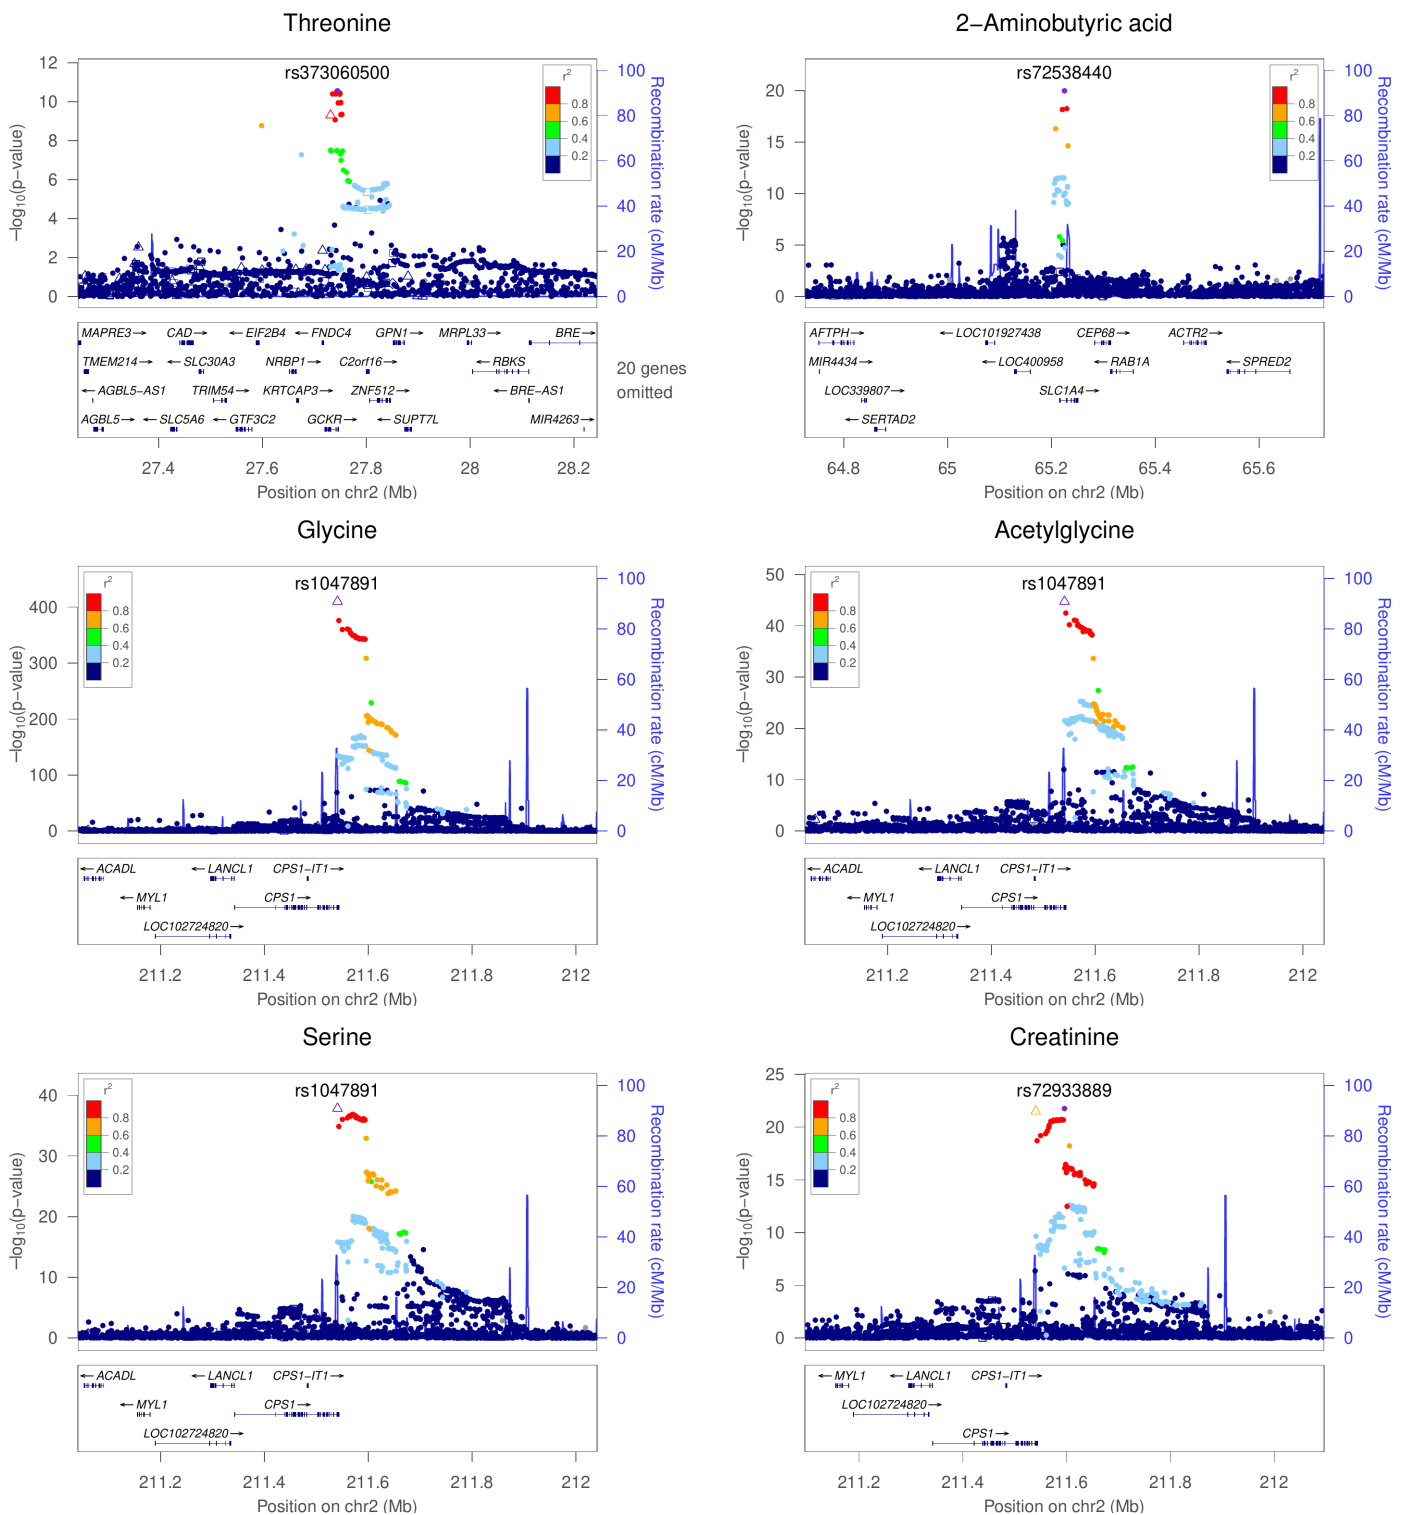 Threonine
rs373060500
r2
0.8
0.6
0.4
0.2
12
10
8
6
4
2
0
−log10(p−value)
100
80
60
40
20
0
Recombination rate (cM/Mb)
MAPRE3 CAD EIF2B4 FNDC4 GPN1 MRPL33 BRE
TMEM214 SLC30A3 NRBP1 C2orf16 RBKS
AGBL5−AS1 TRIM54 KRTCAP3 ZNF512 BRE−AS1
AGBL5 SLC5A6 GTF3C2 GCKR SUPT7L MIR4263
20 genes
omitted
27.4 27.6 27.8 28 28.2
Position on chr2 (Mb)
2−Aminobutyric acid
rs72538440
r2
0.8
0.6
0.4
0.2
20
15
10
5
0
−log10(p−value)
100
80
60
40
20
0
Recombination rate (cM/Mb)
AFTPH LOC101927438 CEP68 ACTR2
MIR4434 LOC400958 RAB1A SPRED2
LOC339807 SLC1A4
SERTAD2
64.8 65 65.2 65.4 65.6
Position on chr2 (Mb)
Glycine
rs1047891
r2
0.8
0.6
0.4
0.2
400
300
200
100
0
−log10(p−value)
100
80
60
40
20
0
Recombination rate (cM/Mb)
ACADL LANCL1 CPS1−IT1
MYL1 CPS1
LOC102724820
211.2 211.4 211.6 211.8 212
Position on chr2 (Mb)
Acetylglycine
rs1047891
r2
0.8
0.6
0.4
0.2
50
40
30
20
10
0
−log10(p−value)
100
80
60
40
20
0
Recombination rate (cM/Mb)
ACADL LANCL1 CPS1−IT1
MYL1 CPS1
LOC102724820
211.2 211.4 211.6 211.8 212
Position on chr2 (Mb)
Serine
rs1047891
r2
0.8
0.6
0.4
0.2
40
30
20
10
0
−log10(p−value)
100
80
60
40
20
0
Recombination rate (cM/Mb)
ACADL LANCL1 CPS1−IT1
MYL1 CPS1
LOC102724820
211.2 211.4 211.6 211.8 212
Position on chr2 (Mb)
Creatinine
rs72933889
r2
0.8
0.6
0.4
0.2
25
20
15
10
5
0
−log10(p−value)
100
80
60
40
20
0
Recombination rate (cM/Mb)
MYL1 LANCL1 CPS1−IT1
LOC102724820
CPS1
211.2 211.4 211.6 211.8 212
Position on chr2 (Mb)